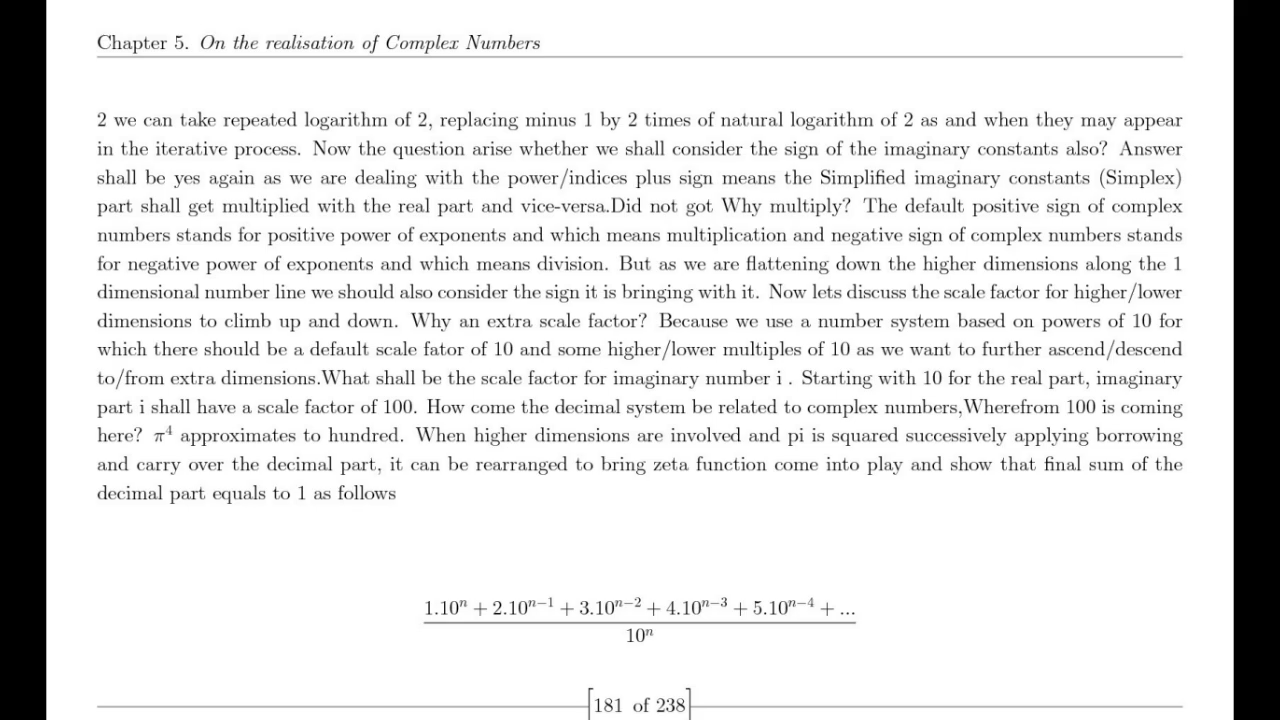 Chapter 5. On the realisation of Complex Numbers
2 we can take repeated logarithm of 2, replacing minus 1 by 2 times of natural logarithm of 2 as and when they may appear
in the iterative process. Now the question arise whether we shall consider the sign of the imaginary constants also? Answer
shall be yes again as we are dealing with the power/indices plus sign means the Simplified imaginary constants (Simplex)
part shall get multiplied with the real part and vice-versa.Did not got Why multiply? The default positive sign of complex
numbers stands for positive power of exponents and which means multiplication and negative sign of complex numbers stands
for negative power of exponents and which means division. But as we are flattening down the higher dimensions along the 1
dimensional number line we should also consider the sign it is bringing with it. Now lets discuss the scale factor for higher/lower
dimensions to climb up and down. Why an extra scale factor? Because we use a number system based on powers of 10 for
which there should be a default scale fator of 10 and some higher/lower multiples of 10 as we want to further ascend/descend
to/from extra dimensions.What shall be the scale factor for imaginary number i . Starting with 10 for the real part, imaginary
part i shall have a scale factor of 100. How come the decimal system be related to complex numbers,Wherefrom 100 is coming
here? π⁴ approximates to hundred. When higher dimensions are involved and pi is squared successively applying borrowing
and carry over the decimal part, it can be rearranged to bring zeta function come into play and show that final sum of the
decimal part equals to 1 as follows
1.10ⁿ + 2.10ⁿ⁻¹ + 3.10ⁿ⁻² + 4.10ⁿ⁻³ + 5.10ⁿ⁻⁴ + ...
10ⁿ
[181 of 238]